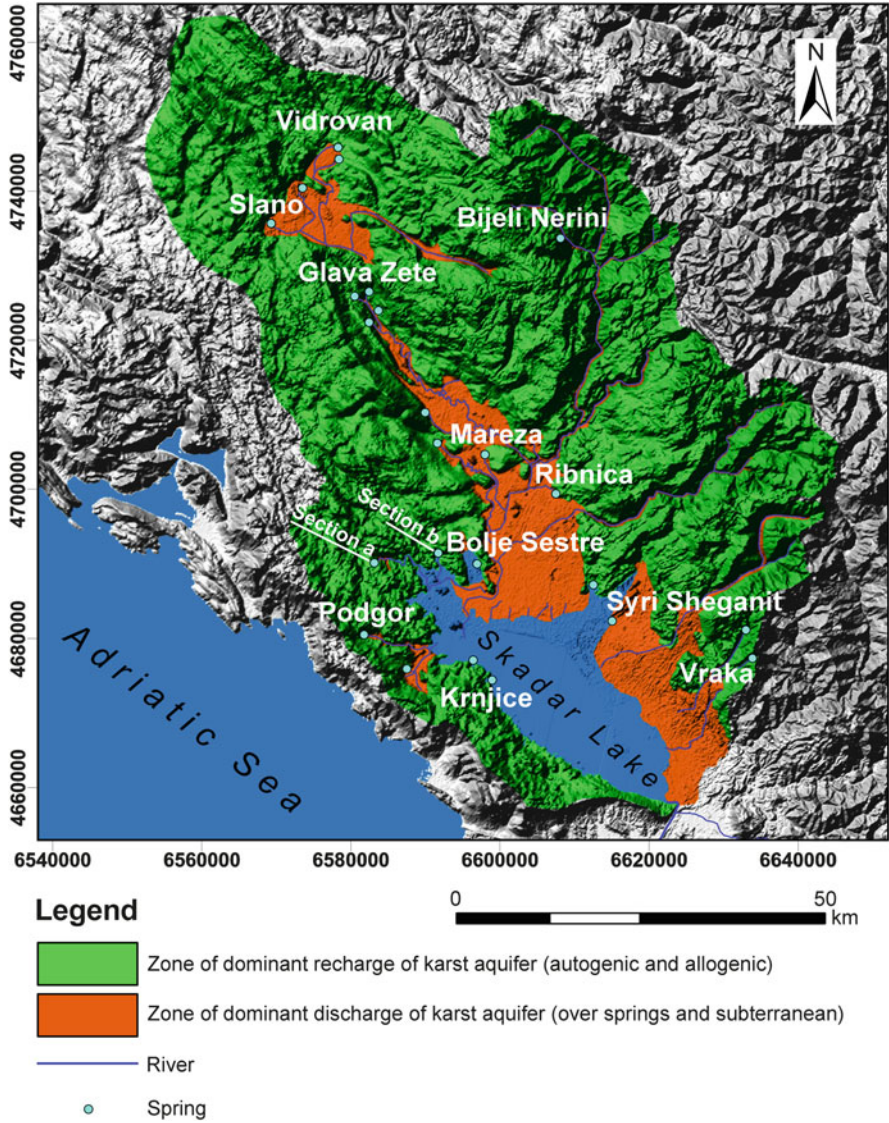 N
4760000
4740000
4720000
4700000
4680000
4660000
Vidrovan
Slano
Bijeli Nerini
Glava Zete
Mareza
Ribnica
Section a
Section b
Bolje Sestre
Podgor
Syri Sheganit
Vraka
Krnjice
Skadar Lake
Adriatic Sea
6540000 6560000 6580000 6600000 6620000 6640000
Legend
0 50
km
Zone of dominant recharge of karst aquifer (autogenic and allogenic)
Zone of dominant discharge of karst aquifer (over springs and subterranean)
River
Spring